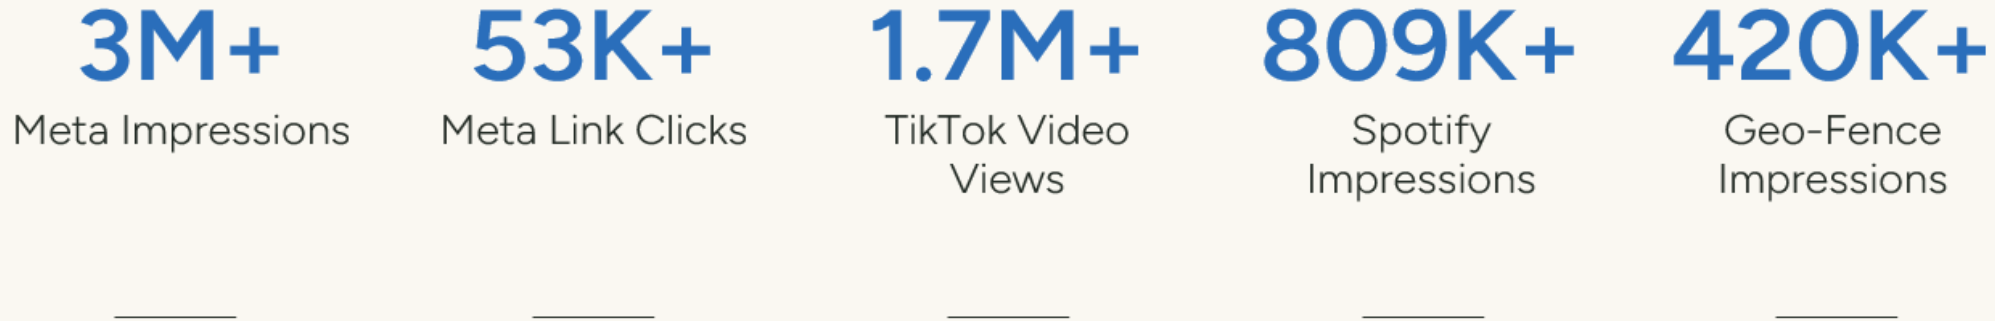 3M+
Meta Impressions
53K+
Meta Link Clicks
1.7M+
TikTok Video
Views
809K+
Spotify
Impressions
420K+
Geo-Fence
Impressions